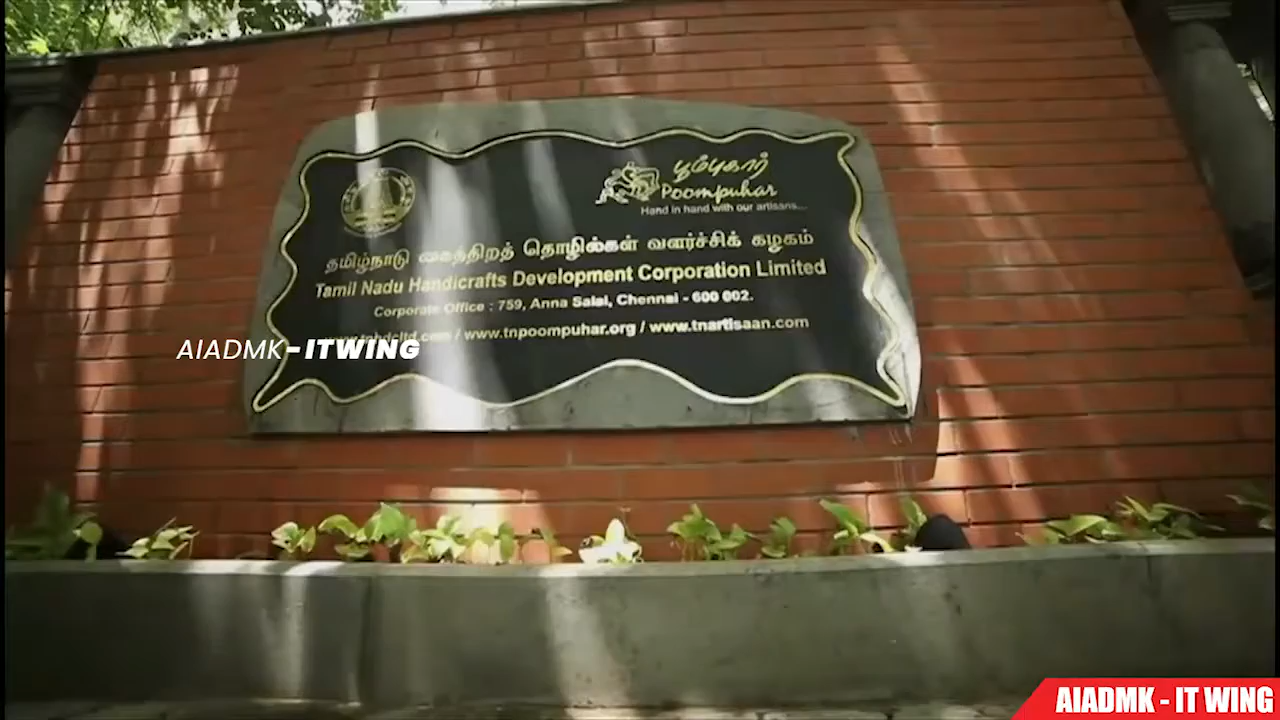 பூம்புகார்
Poompuhar
Hand in hand with our artisans...
தமிழ்நாடு கைத்திறத் தொழில்கள் வளர்ச்சிக் கழகம்
Tamil Nadu Handicrafts Development Corporation Limited
Corporate Office : 759, Anna Salai, Chennai - 600 002.
/ www.tnpoompuhar.org / www.tnartisaan.com
AIADMK-ITWING
AIADMK - IT WING